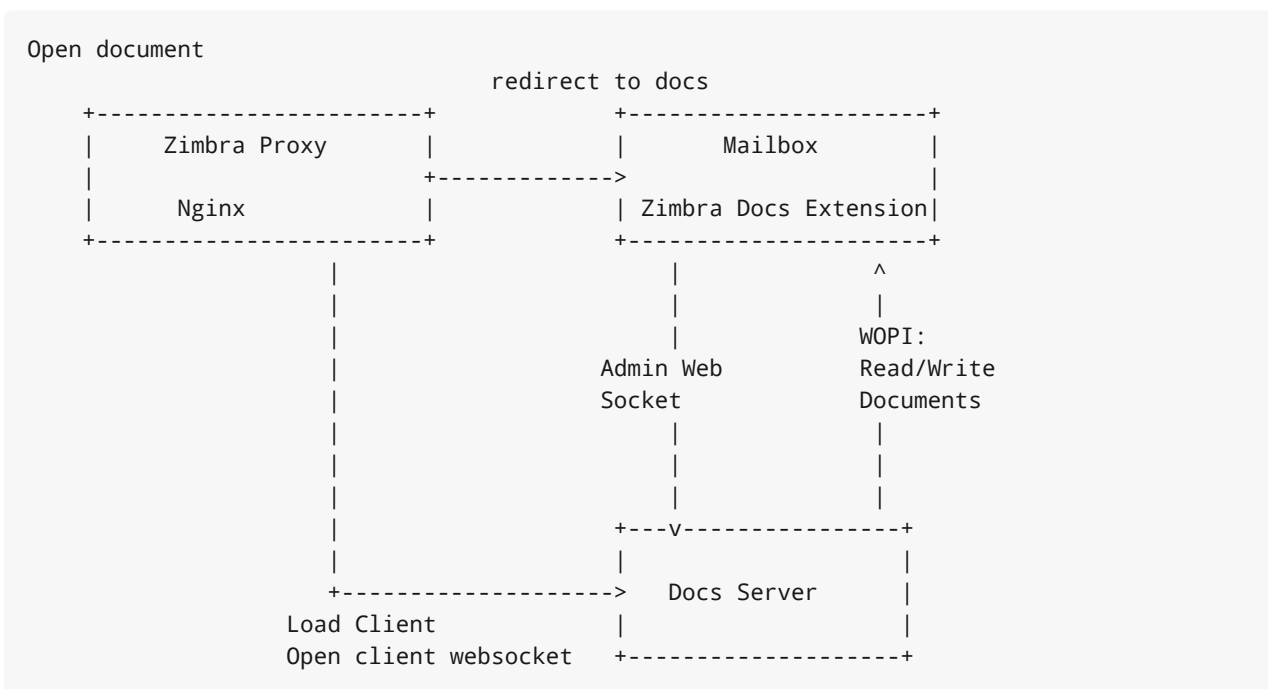 Open document
redirect to docs
Zimbra Proxy Mailbox
Nginx Zimbra Docs Extension
WOPI:
Admin Web Read/Write
Socket Documents
Docs Server
Load Client
Open client websocket